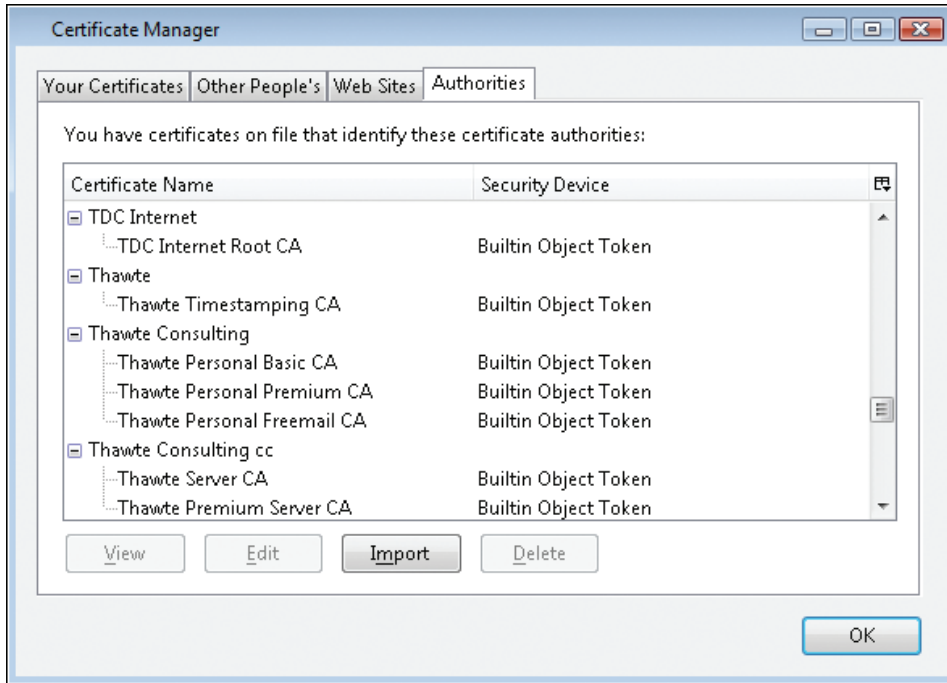 Certificate Manager
Your Certificates Other People's Web Sites Authorities
You have certificates on file that identify these certificate authorities:
Certificate Name Security Device
TDC Internet
TDC Internet Root CA Builtin Object Token
Thawte
Thawte Timestamping CA Builtin Object Token
Thawte Consulting
Thawte Personal Basic CA Builtin Object Token
Thawte Personal Premium CA Builtin Object Token
Thawte Personal Freemail CA Builtin Object Token
Thawte Consulting cc
Thawte Server CA Builtin Object Token
Thawte Premium Server CA Builtin Object Token
View Edit Import Delete
OK